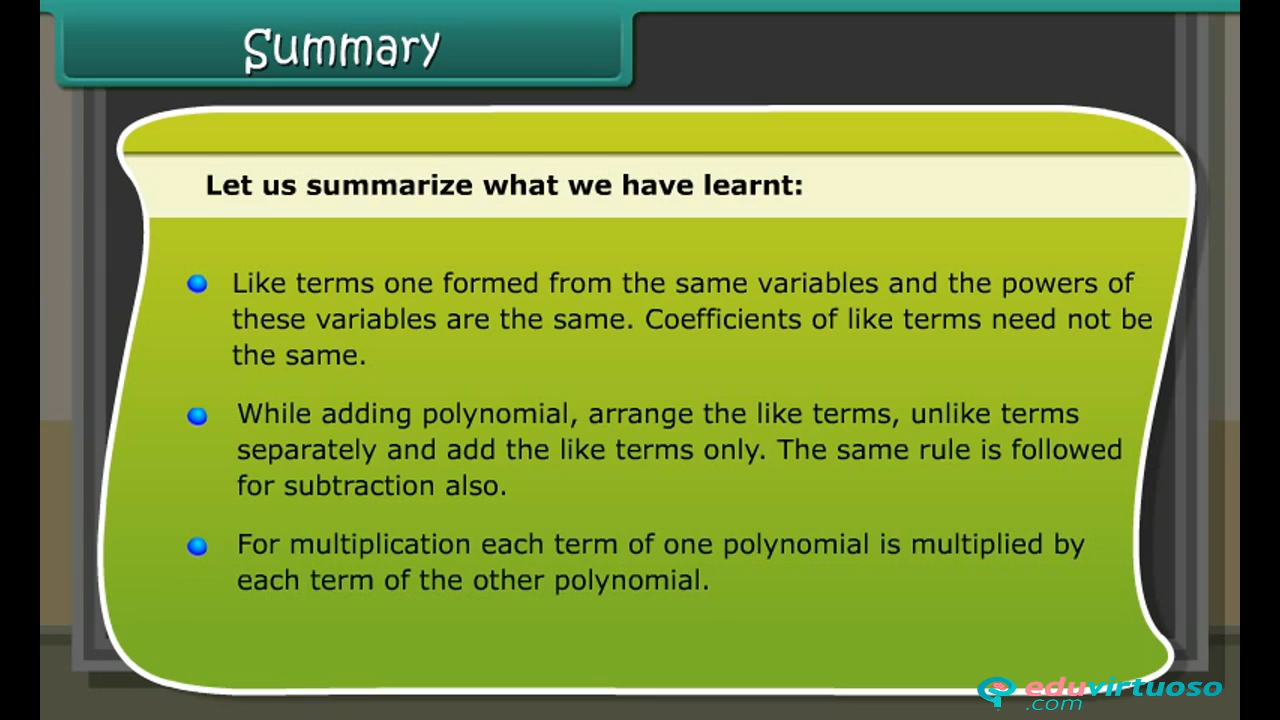 Summary
Let us summarize what we have learnt:
Like terms one formed from the same variables and the powers of
these variables are the same. Coefficients of like terms need not be
the same.
While adding polynomial, arrange the like terms, unlike terms
separately and add the like terms only. The same rule is followed
for subtraction also.
For multiplication each term of one polynomial is multiplied by
each term of the other polynomial.
eduvirtuoso
.com